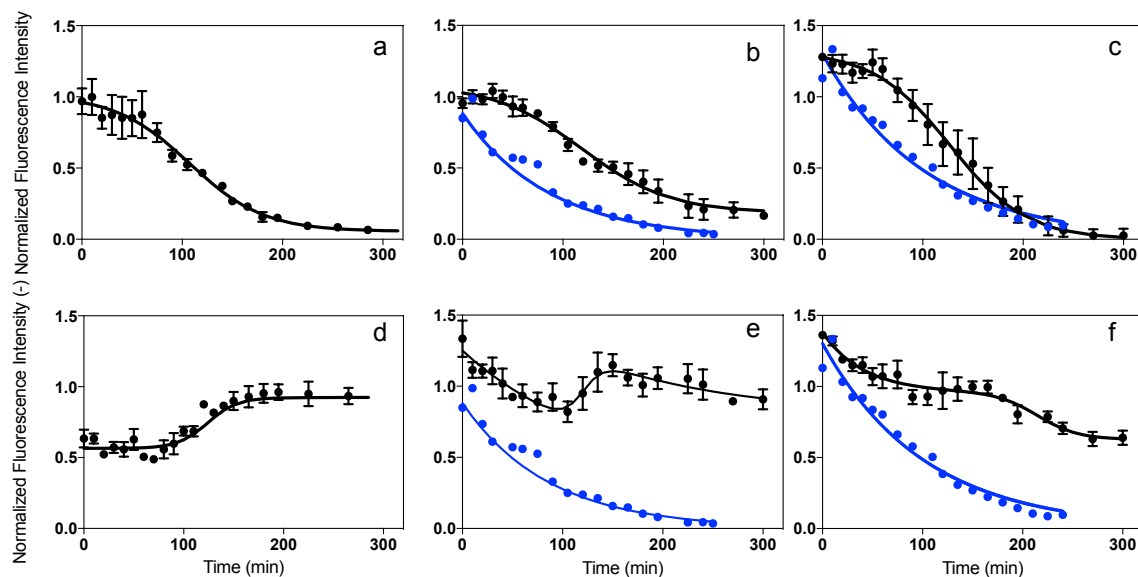 Normalized Fluorescence Intensity (-) Normalized Fluorescence Intensity
1.5 a 1.5 b 1.5 c
1.0 1.0 1.0
0.5 0.5 0.5
0.0 0.0 0.0
0 100 200 300 0 100 200 300 0 100 200 300
1.5 d 1.5 e 1.5 f
1.0 1.0 1.0
0.5 0.5 0.5
0.0 0.0 0.0
0 100 200 300 0 100 200 300 0 100 200 300
Time (min) Time (min) Time (min)